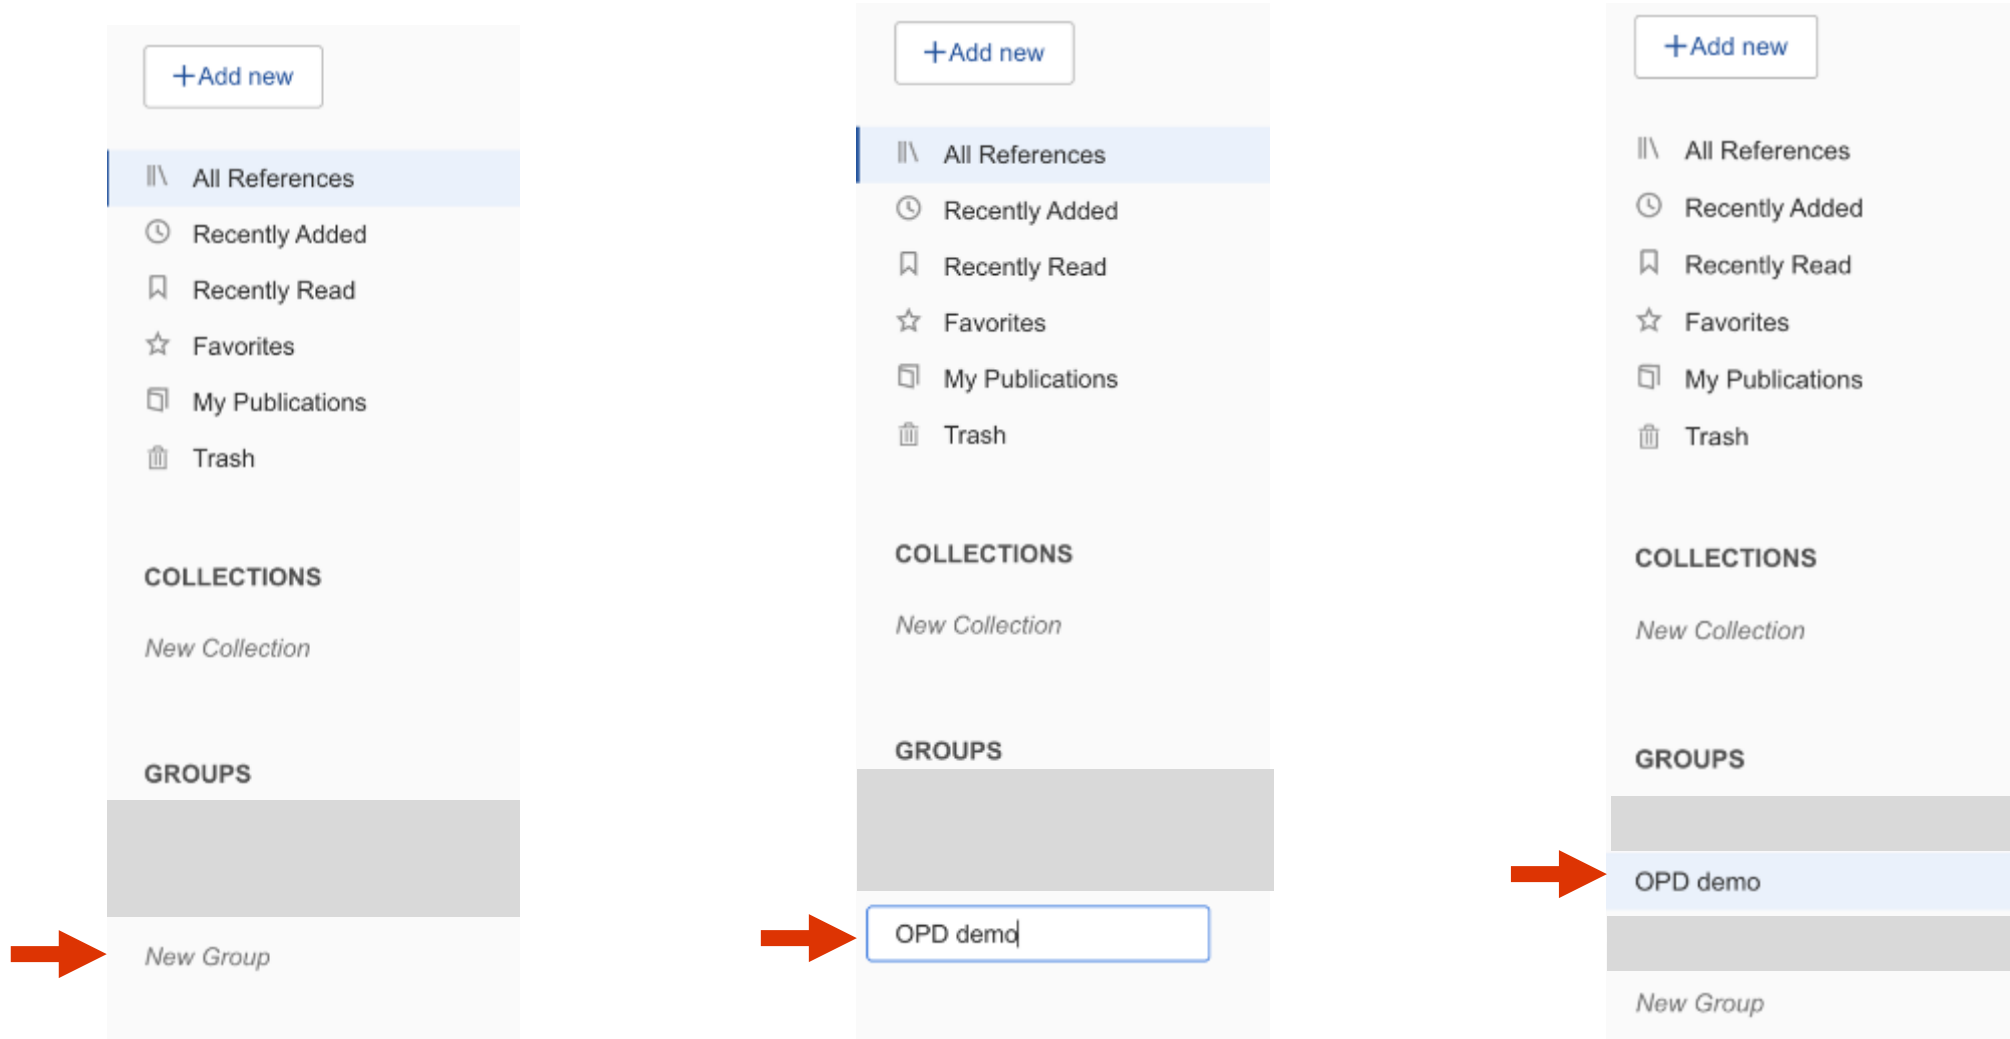 +Add new
All References
Recently Added
Recently Read
Favorites
My Publications
Trash
COLLECTIONS
New Collection
GROUPS
New Group
+Add new
All References
Recently Added
Recently Read
Favorites
My Publications
Trash
COLLECTIONS
New Collection
GROUPS
OPD demo
+Add new
All References
Recently Added
Recently Read
Favorites
My Publications
Trash
COLLECTIONS
New Collection
GROUPS
OPD demo
New Group